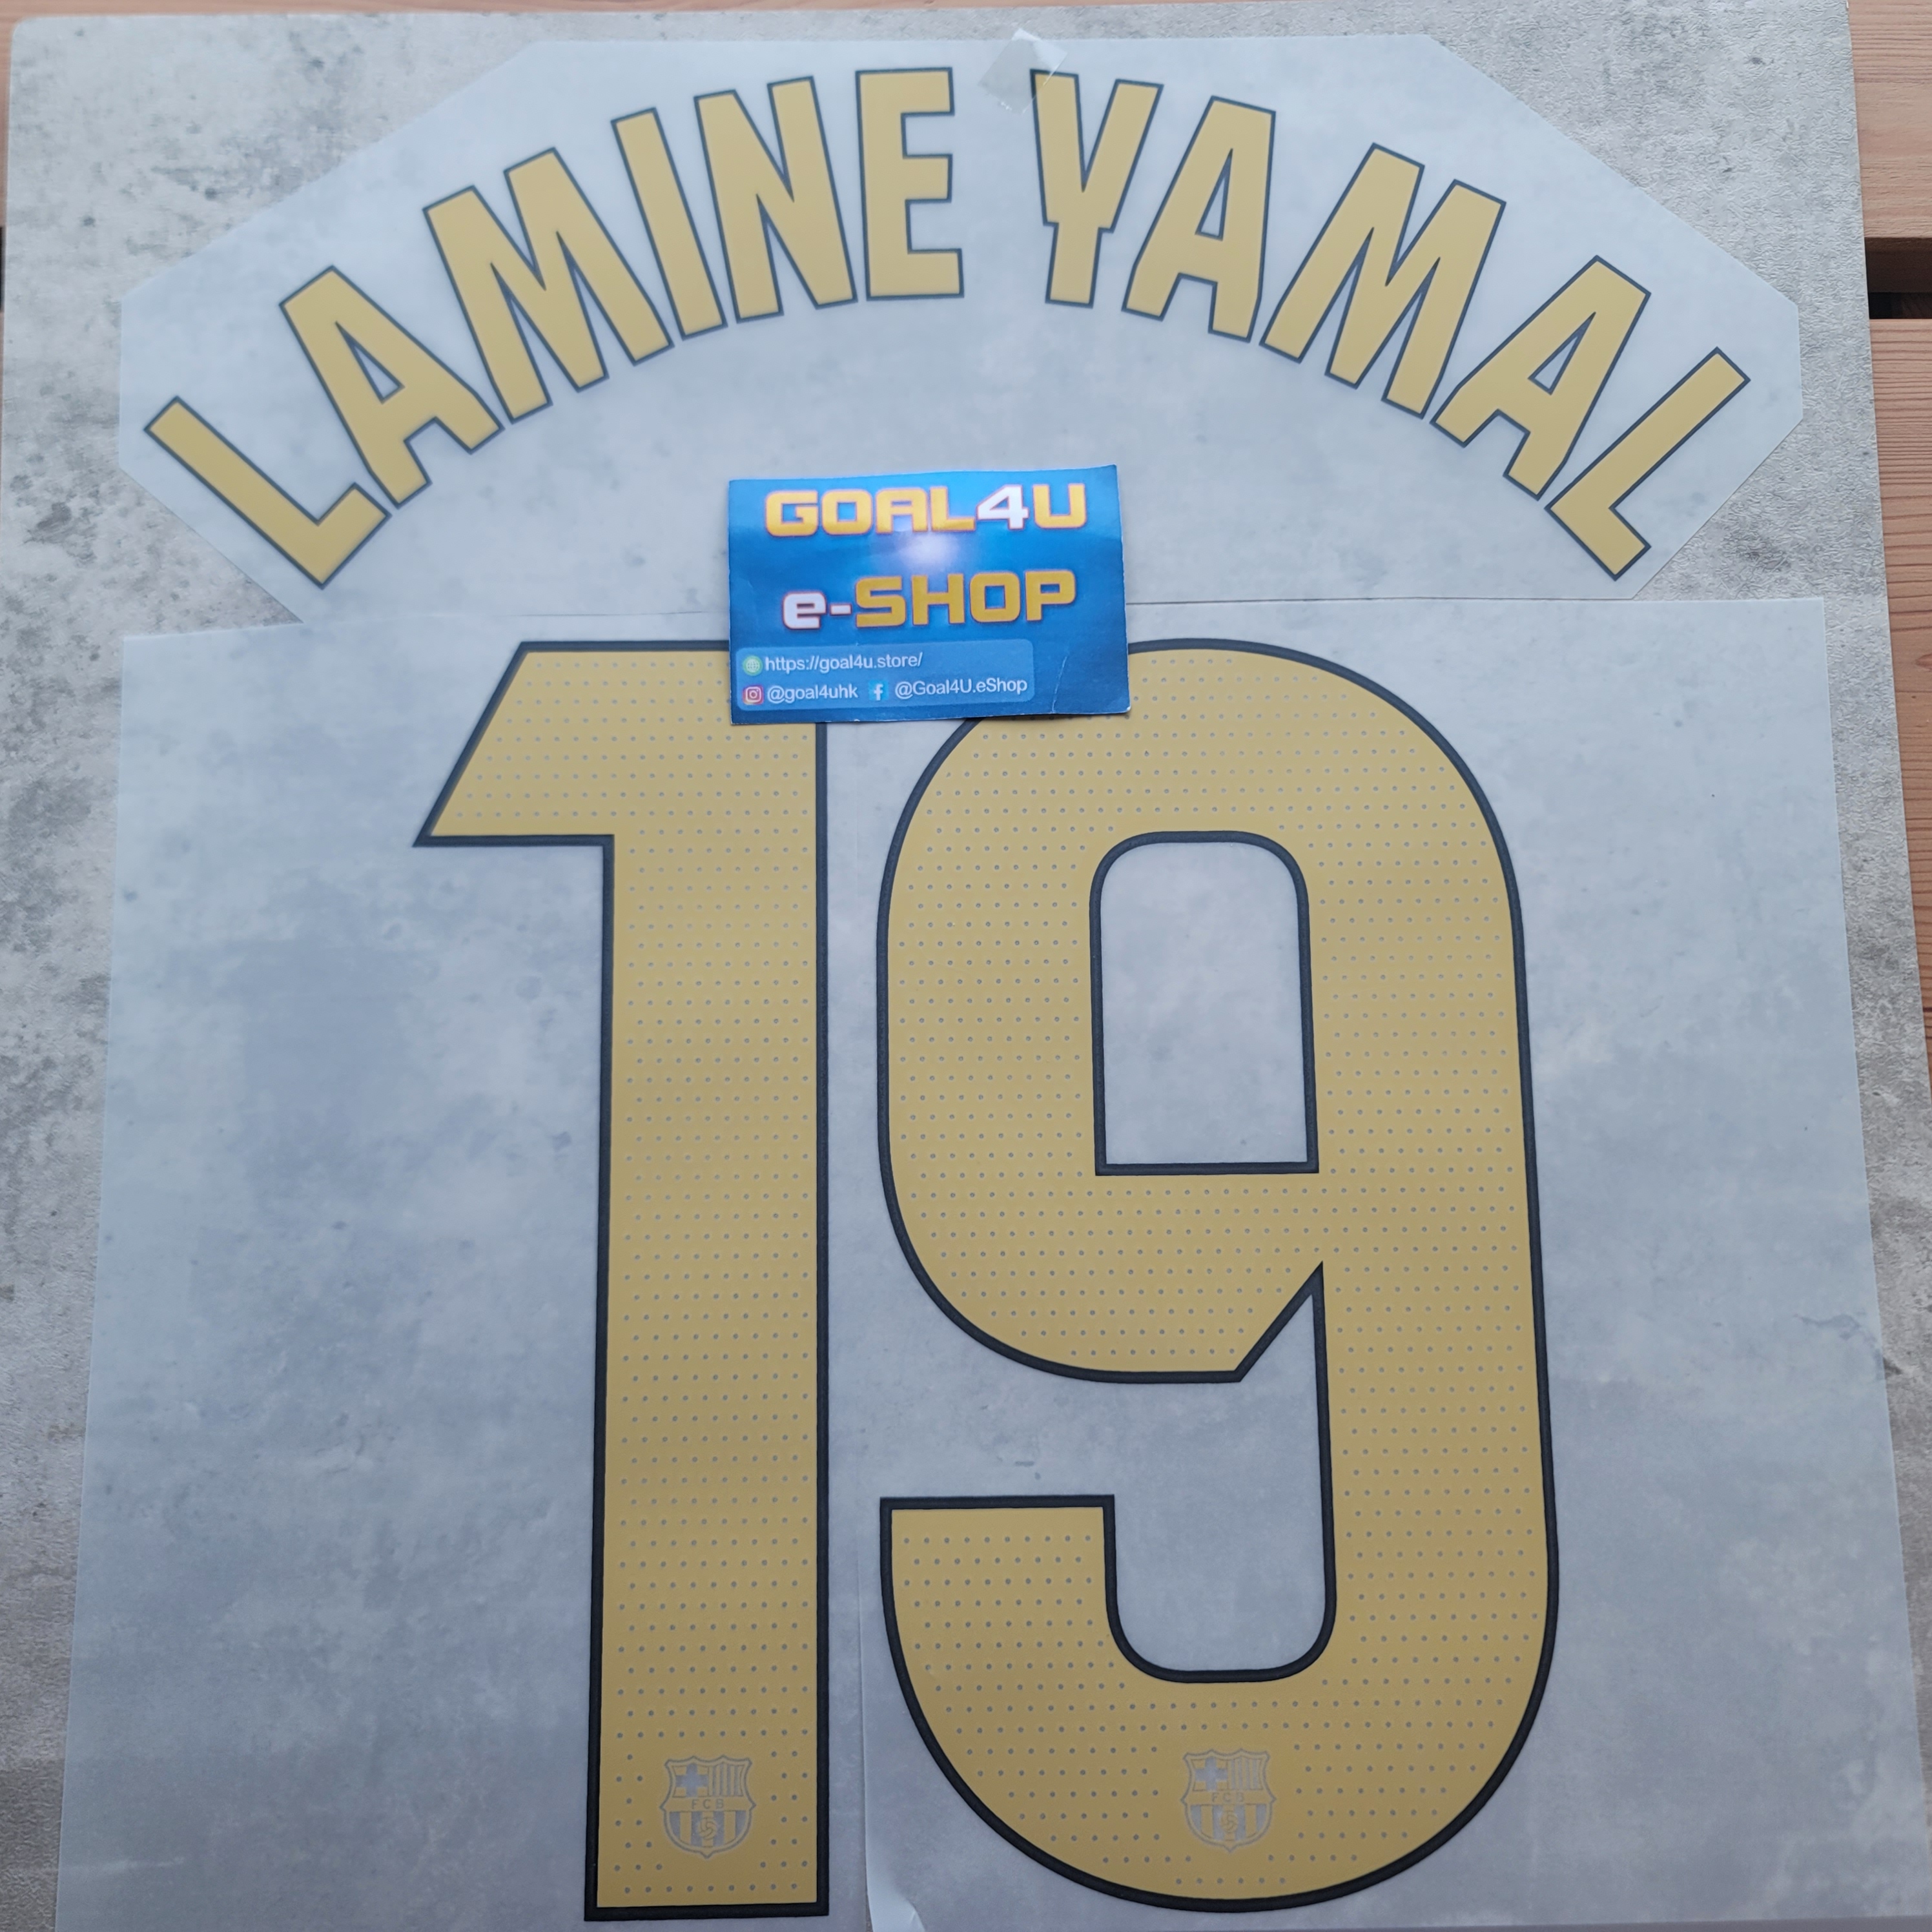 LAMINE YAMAL
GOAL4U
e-SHOP
https://goal4u.store/
@goal4uhk @Goal4U.eShop
19
FCB FCB